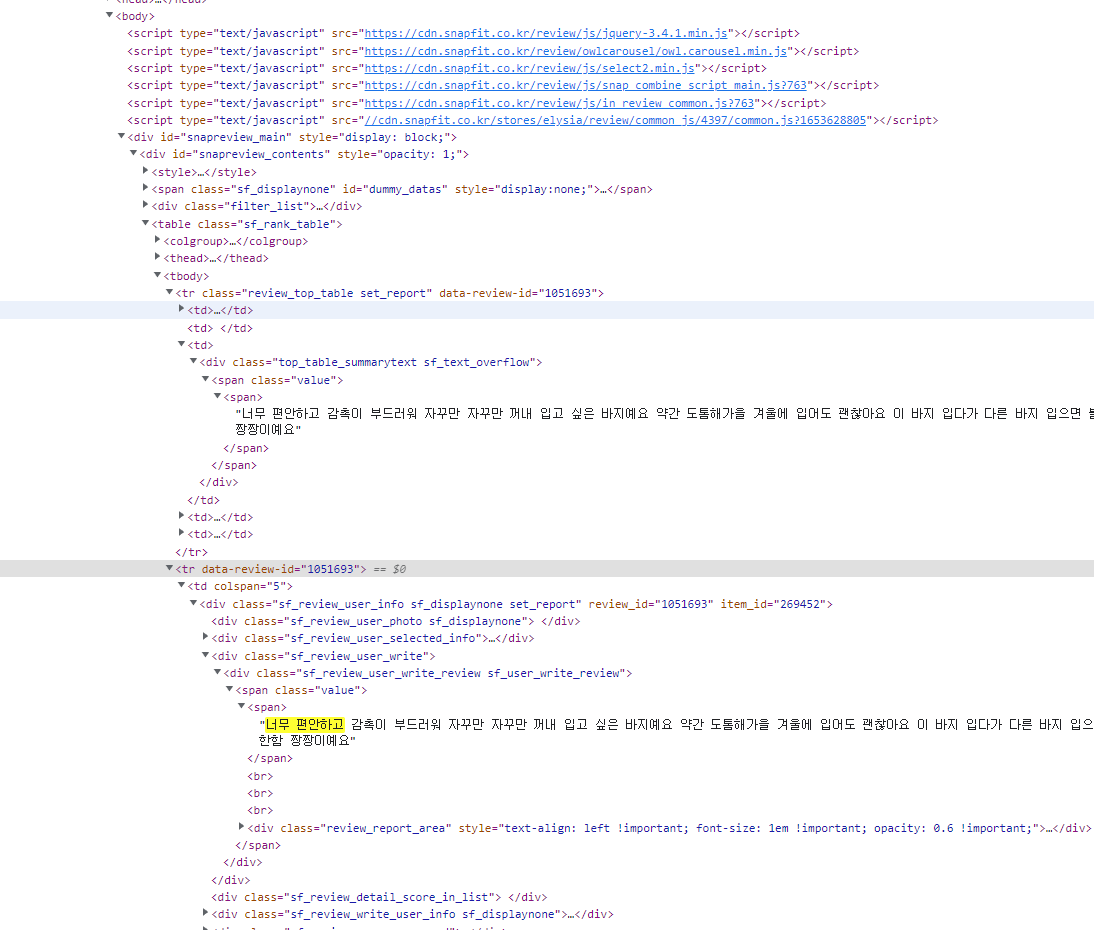 <head>…</head>
▼<body>
<script type="text/javascript" src="https://cdn.snapfit.co.kr/review/js/jquery-3.4.1.min.js"></script>
<script type="text/javascript" src="https://cdn.snapfit.co.kr/review/owlcarousel/owl.carousel.min.js"></script>
<script type="text/javascript" src="https://cdn.snapfit.co.kr/review/js/select2.min.js"></script>
<script type="text/javascript" src="https://cdn.snapfit.co.kr/review/js/snap_combine_script_main.js?763"></script>
<script type="text/javascript" src="https://cdn.snapfit.co.kr/review/js/in_review_common.js?763"></script>
<script type="text/javascript" src="//cdn.snapfit.co.kr/stores/elysia/review/common_js/4397/common.js?1653628805"></script>
▼<div id="snapreview_main" style="display: block;">
▼<div id="snapreview_contents" style="opacity: 1;">
▶<style>…</style>
▶<span class="sf_displaynone" id="dummy_datas" style="display:none;">…</span>
▶<div class="filter_list">…</div>
▼<table class="sf_rank_table">
▶<colgroup>…</colgroup>
▶<thead>…</thead>
▼<tbody>
▼<tr class="review_top_table set_report" data-review-id="1051693">
▶<td>…</td>
<td> </td>
▼<td>
▼<div class="top_table_summarytext sf_text_overflow">
▼<span class="value">
▼<span>
"너무 편안하고 감촉이 부드러워 자꾸만 자꾸만 꺼내 입고 싶은 바지예요 약간 도톰해가을 겨울에 입어도 괜찮아요 이 바지 입다가 다른 바지 입으면
짱짱이예요"
</span>
</span>
</div>
</td>
▶<td>…</td>
▶<td>…</td>
</tr>
▼<tr data-review-id="1051693"> == $0
▼<td colspan="5">
▼<div class="sf_review_user_info sf_displaynone set_report" review_id="1051693" item_id="269452">
<div class="sf_review_user_photo sf_displaynone"> </div>
▶<div class="sf_review_user_selected_info">…</div>
▼<div class="sf_review_user_write">
▼<div class="sf_review_user_write_review sf_user_write_review">
▼<span class="value">
▼<span>
"너무 편안하고 감촉이 부드러워 자꾸만 자꾸만 꺼내 입고 싶은 바지예요 약간 도톰해가을 겨울에 입어도 괜찮아요 이 바지 입다가 다른 바지 입으
한함 짱짱이예요"
</span>
<br>
<br>
<br>
▶<div class="review_report_area" style="text-align: left !important; font-size: 1em !important; opacity: 0.6 !important;">…</div>
</span>
</div>
</div>
<div class="sf_review_detail_score_in_list"> </div>
▶<div class="sf_review_write_user_info sf_displaynone">…</div>